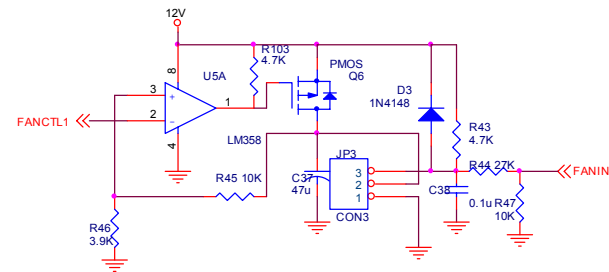 12V
R103
4.7K
PMOS
Q6
8
U5A
3
+
1
2
-
4
LM358
FANCTL1
D3
1N4148
R43
4.7K
R45 10K
C37
47u
JP3
3
2
1
CON3
R44 27K
FANIN
C38
0.1u
R47
10K
R46
3.9K